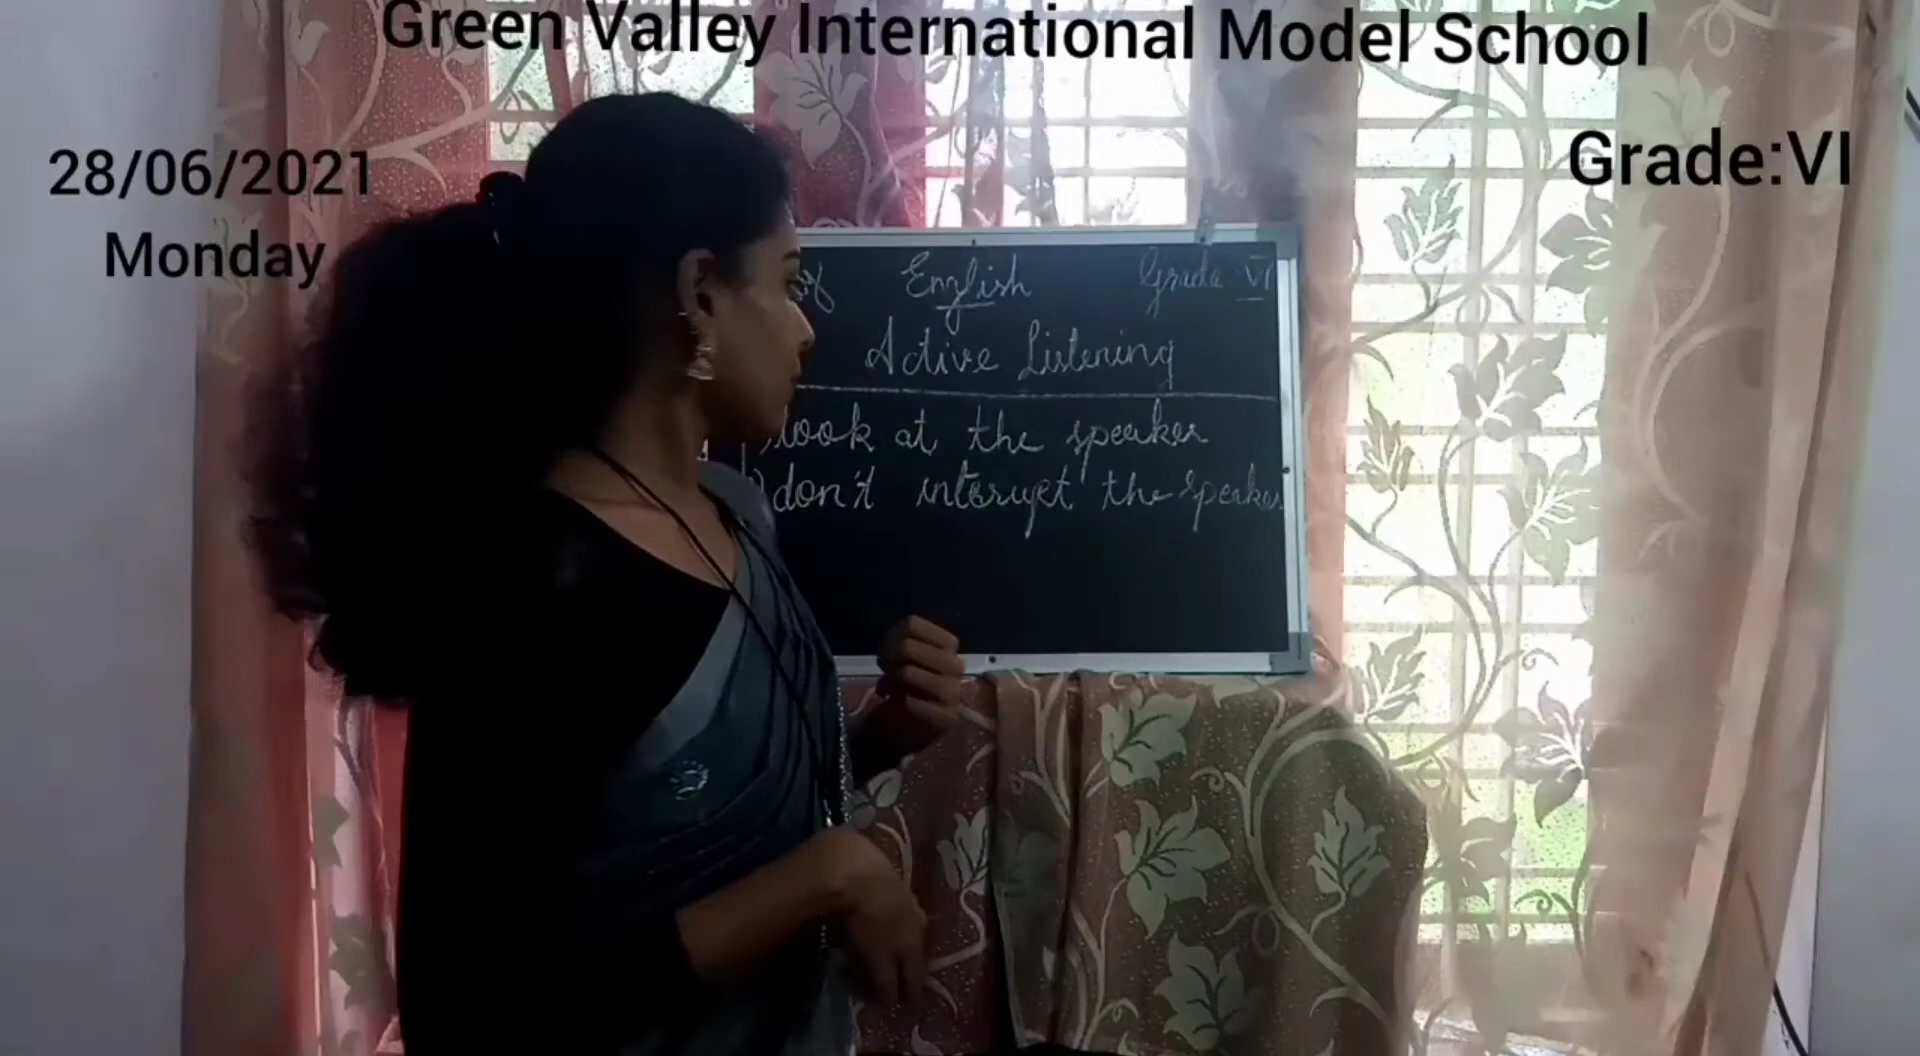 Green Valley International Model School
28/06/2021
Grade:VI
Monday
English Grade VI
Active Listening
look at the speaker
don't interupt the speaker